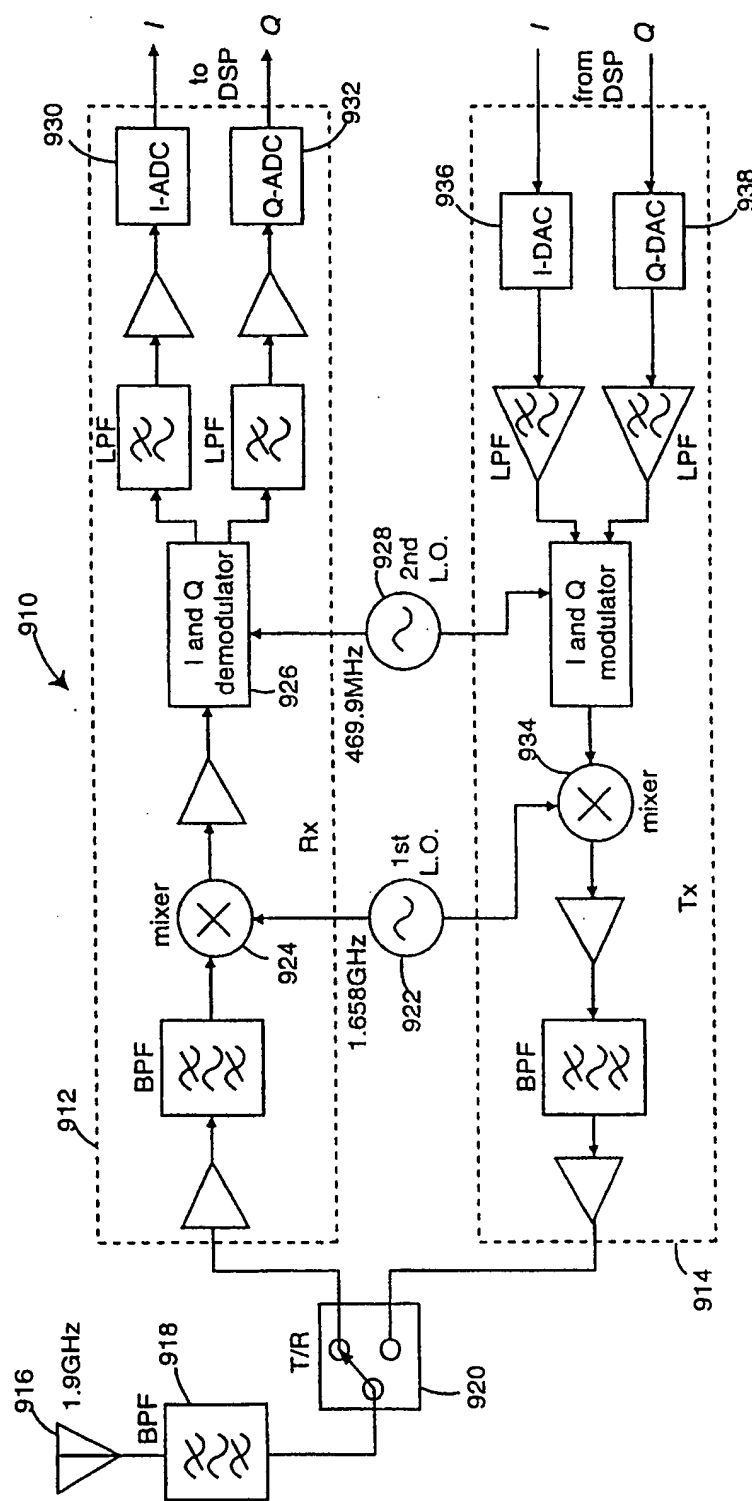 910
912
930
I-ADC
I
to
DSP
Q-ADC
932
Q
LPF
LPF
I and Q
demodulator
926
mixer
924
BPF
Rx
916
1.9GHz
BPF
918
T/R
920
1.658GHz
1st
L.O.
922
469.9MHz
928
2nd
L.O.
from
DSP
I
Q
936
I-DAC
Q-DAC
938
LPF
LPF
I and Q
modulator
934
mixer
BPF
Tx
914